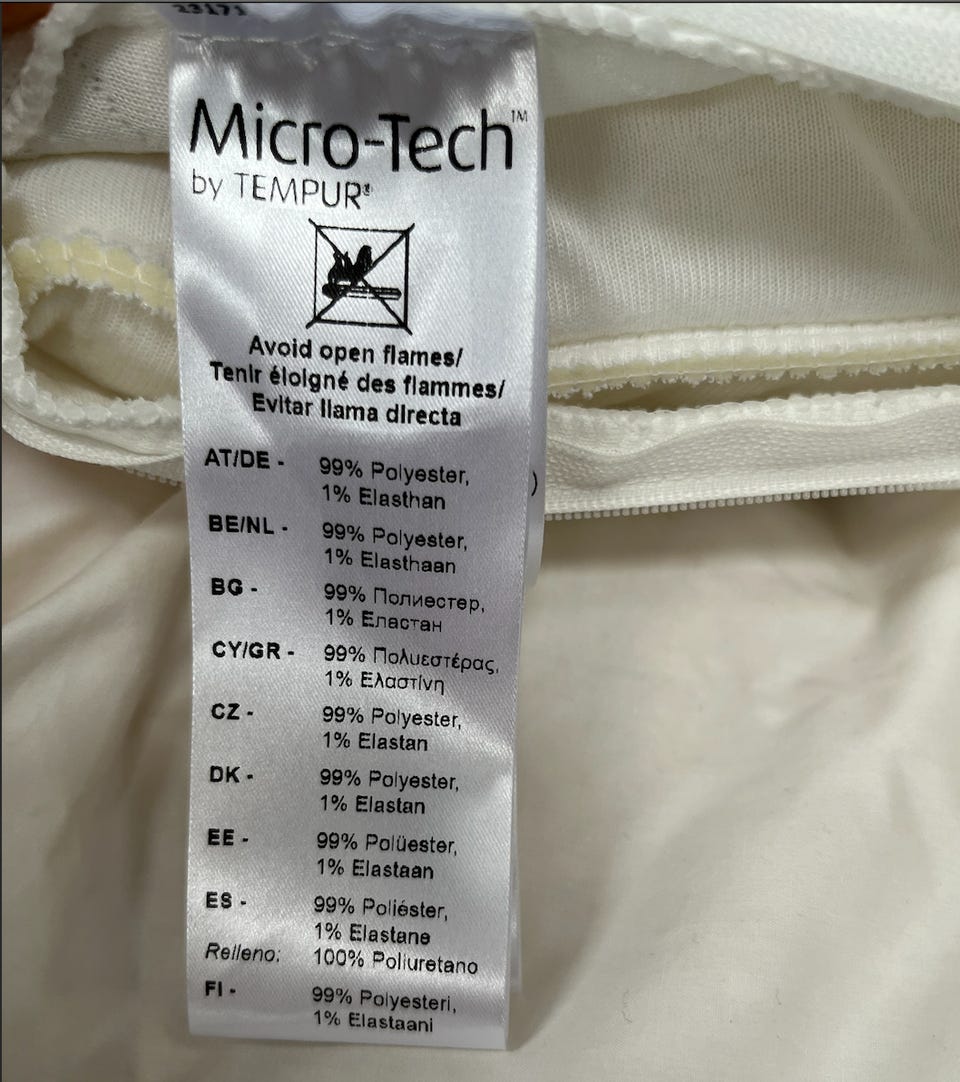 23171
Micro-Tech™
by TEMPUR®
Avoid open flames/
Tenir éloigné des flammes/
Evitar llama directa
AT/DE - 99% Polyester,
1% Elasthan
BE/NL - 99% Polyester,
1% Elasthaan
BG - 99% Полиестер,
1% Еластан
CY/GR - 99% Πολυεστέρας,
1% Ελαστίνη
CZ - 99% Polyester,
1% Elastan
DK - 99% Polyester,
1% Elastan
EE - 99% Polüester,
1% Elastaan
ES - 99% Poliéster,
1% Elastane
Relleno: 100% Poliuretano
FI - 99% Polyesteri,
1% Elastaani
)